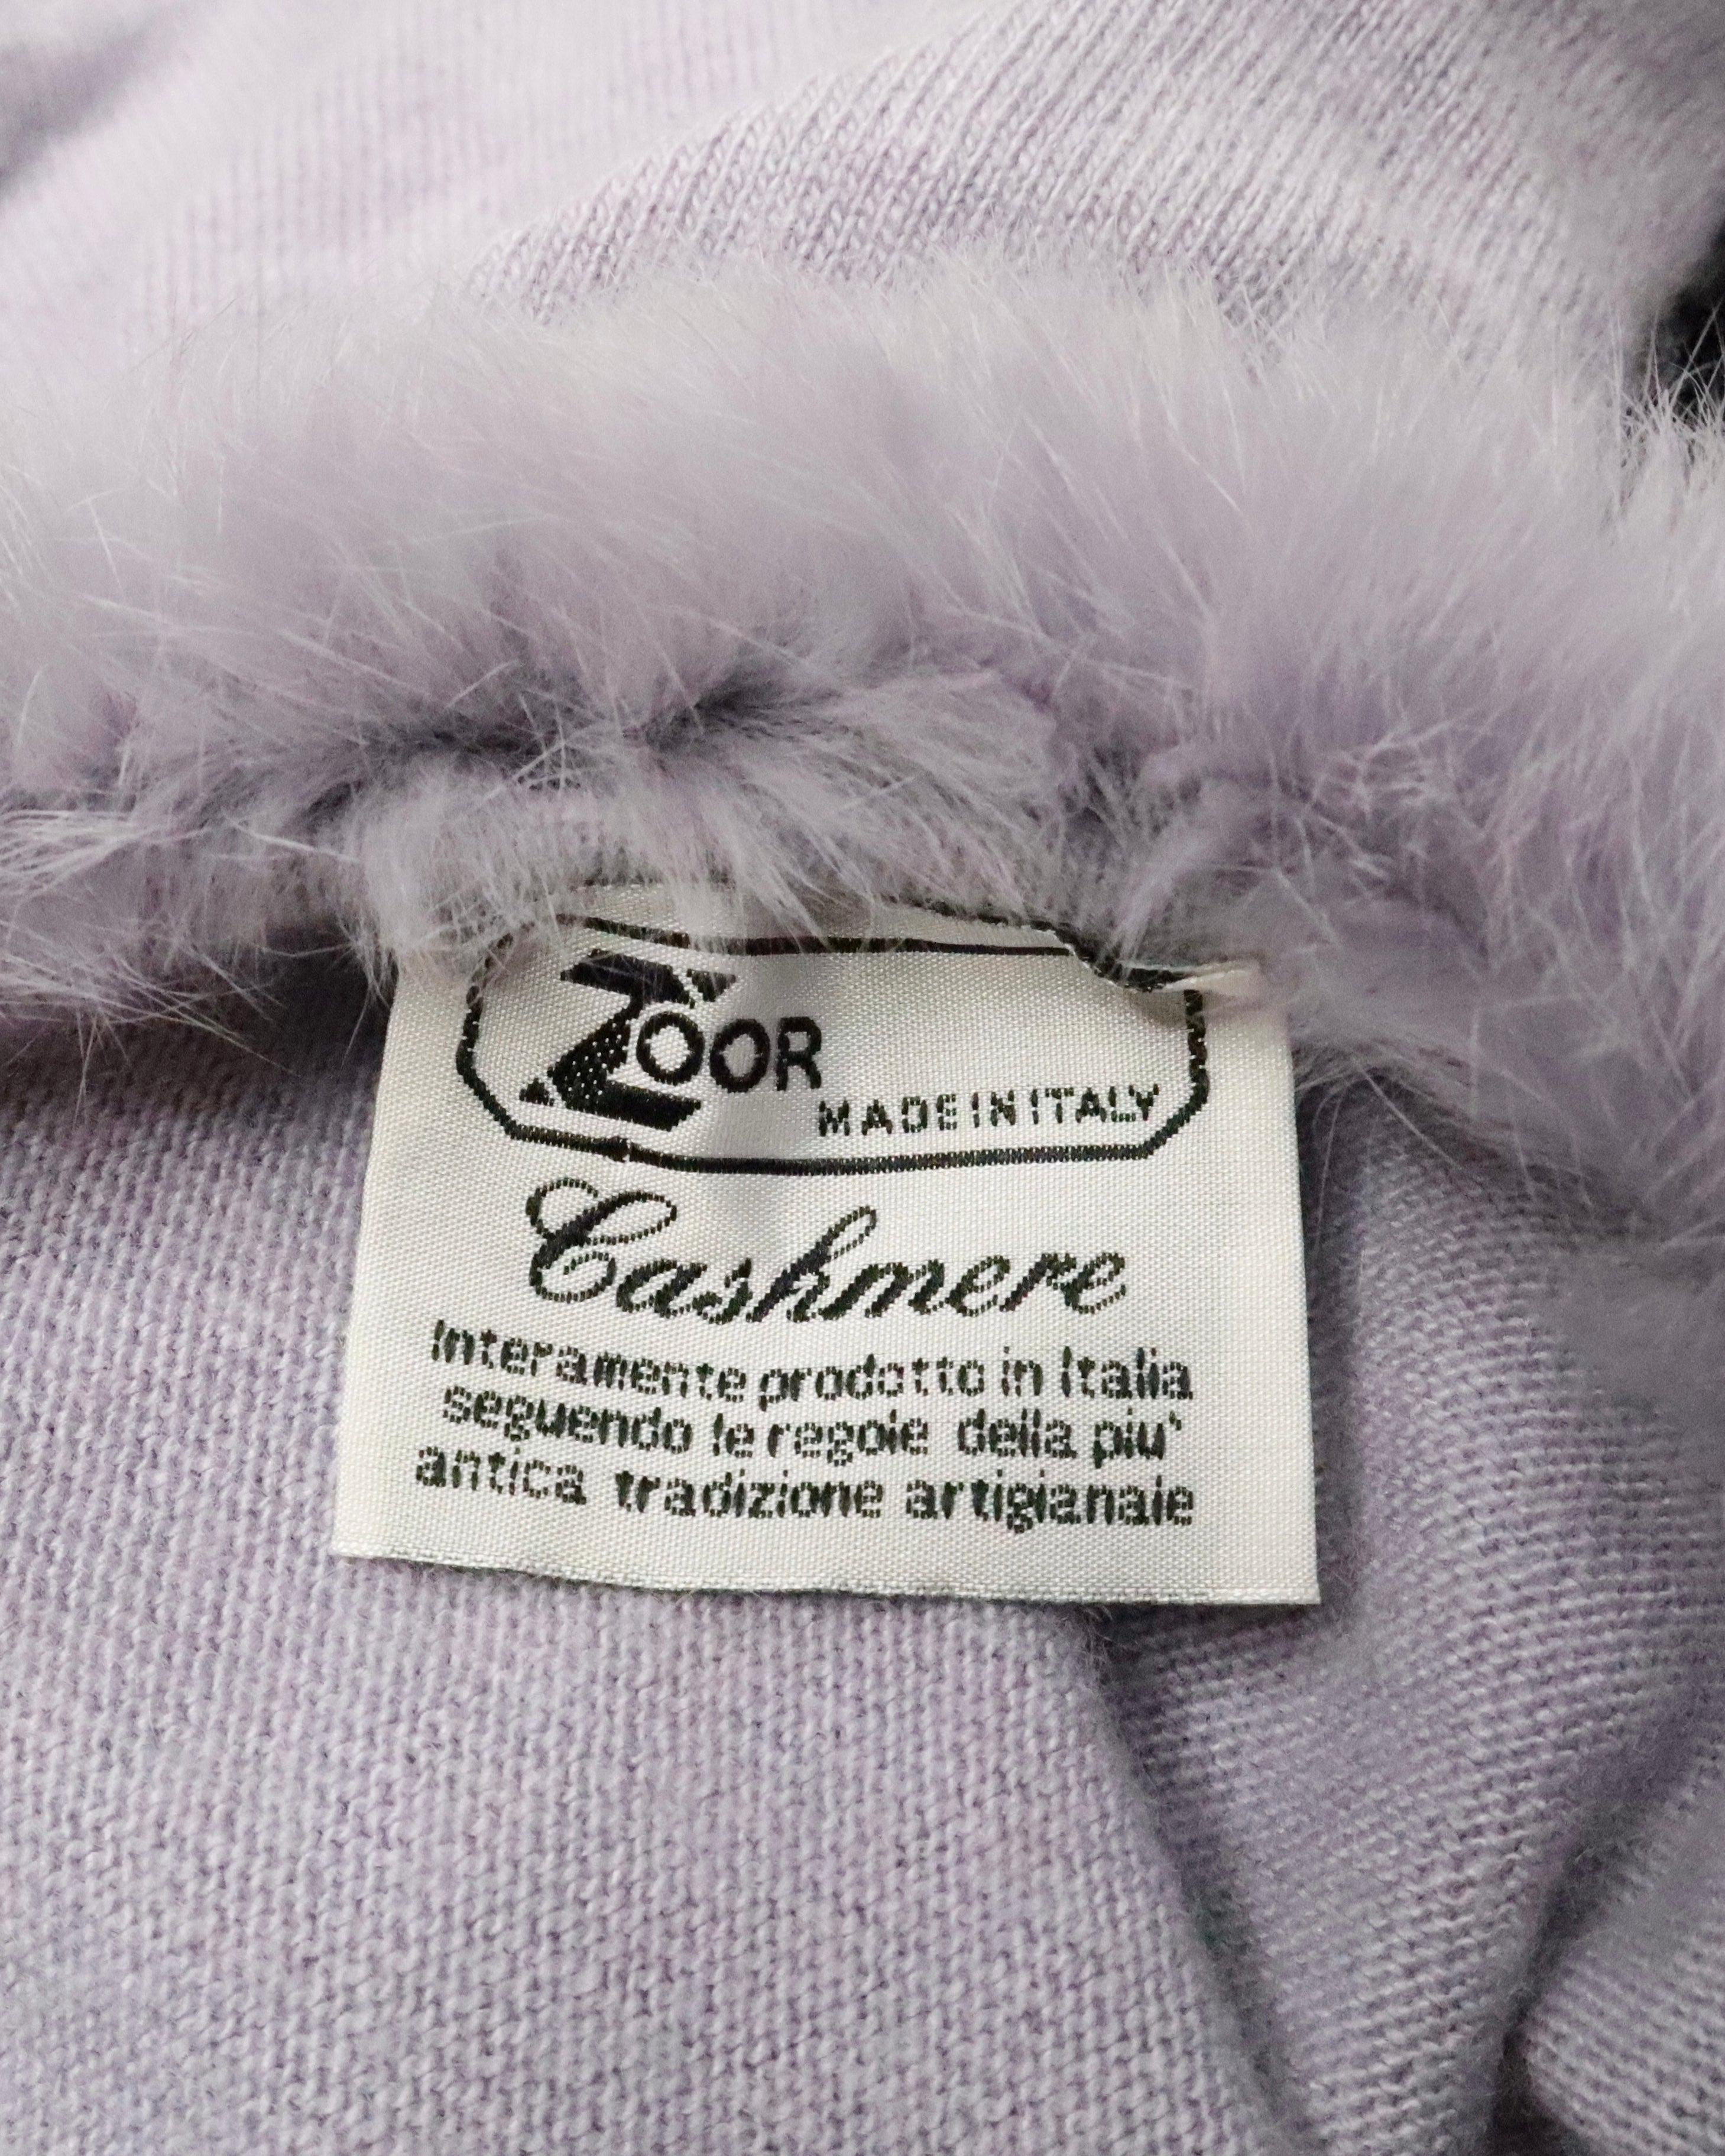 ZOOR
MADE IN ITALY
Cashmere
Interamente prodotto in Italia
seguendo le regole della piu'
antica tradizione artigianale